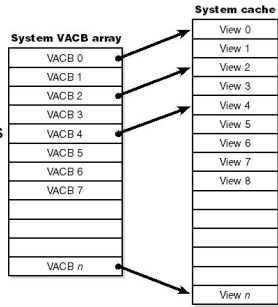 System cache
System VACB array
View 0
View 1
View 2
View 3
View 4
View 5
View 6
View 7
View 8
View n
VACB 0
VACB 1
VACB 2
VACB 3
VACB 4
VACB 5
VACB 6
VACB 7
VACB n
s